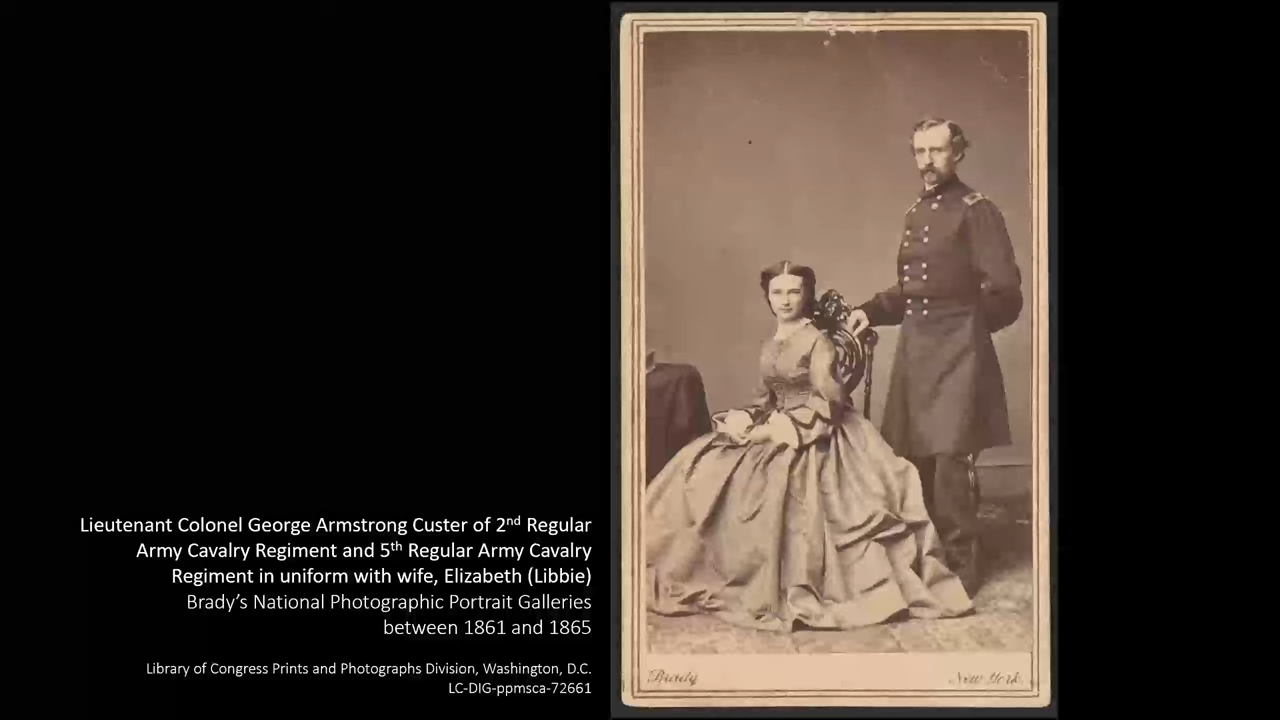 Lieutenant Colonel George Armstrong Custer of 2nd Regular
Army Cavalry Regiment and 5th Regular Army Cavalry
Regiment in uniform with wife, Elizabeth (Libbie)
Brady’s National Photographic Portrait Galleries
between 1861 and 1865
Library of Congress Prints and Photographs Division, Washington, D.C.
LC-DIG-ppmsca-72661
Brady New York.